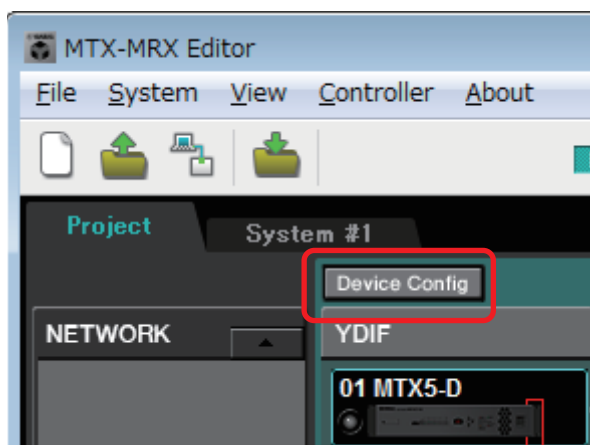 MTX-MRX Editor
File System View Controller About
Project System #1
Device Config
NETWORK YDIF
01 MTX5-D